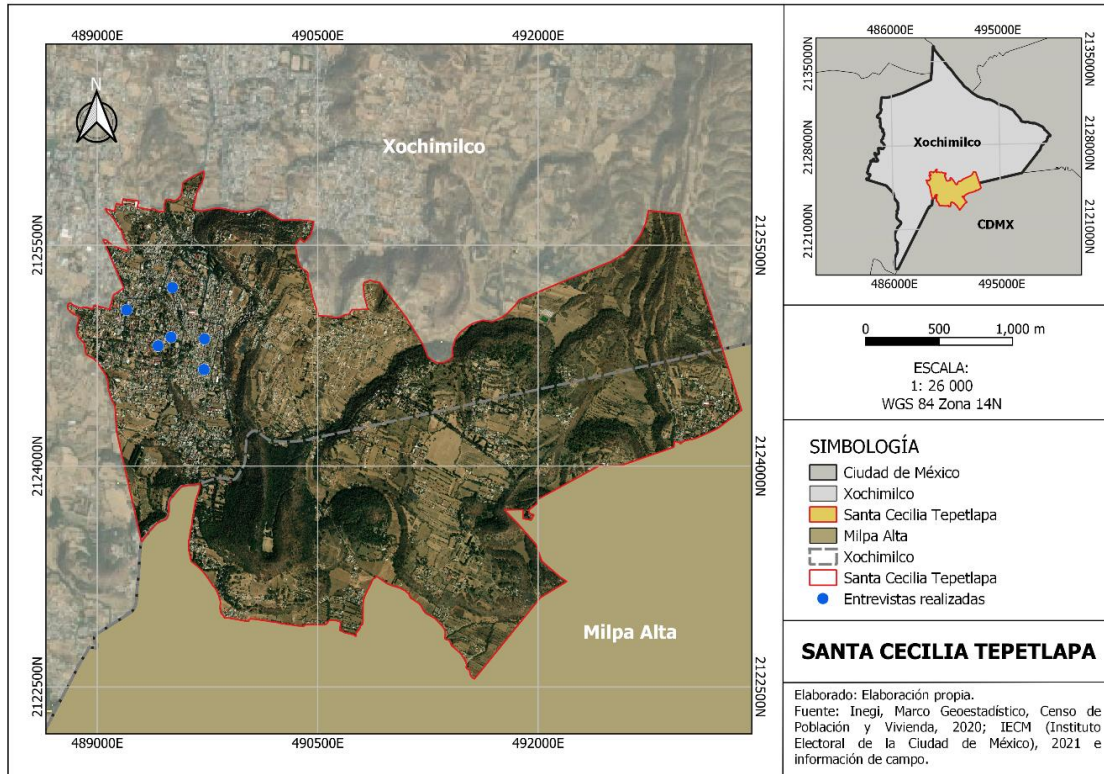 489000E 490500E 492000E
N
Xochimilco
2125500N 2125500N
2124000N 2124000N
Milpa Alta
2122500N 2122500N
489000E 490500E 492000E
486000E 495000E
2135000N 2135000N
Xochimilco
2128000N 2128000N
CDMX
2121000N 2121000N
486000E 495000E
0 500 1,000 m
ESCALA:
1: 26 000
WGS 84 Zona 14N
SIMBOLOGÍA
Ciudad de México
Xochimilco
Santa Cecilia Tepetlapa
Milpa Alta
Xochimilco
Santa Cecilia Tepetlapa
Entrevistas realizadas
SANTA CECILIA TEPETLAPA
Elaborado: Elaboración propia.
Fuente: Inegi, Marco Geoestadístico, Censo de
Población y Vivienda, 2020; IECM (Instituto
Electoral de la Ciudad de México), 2021 e
información de campo.